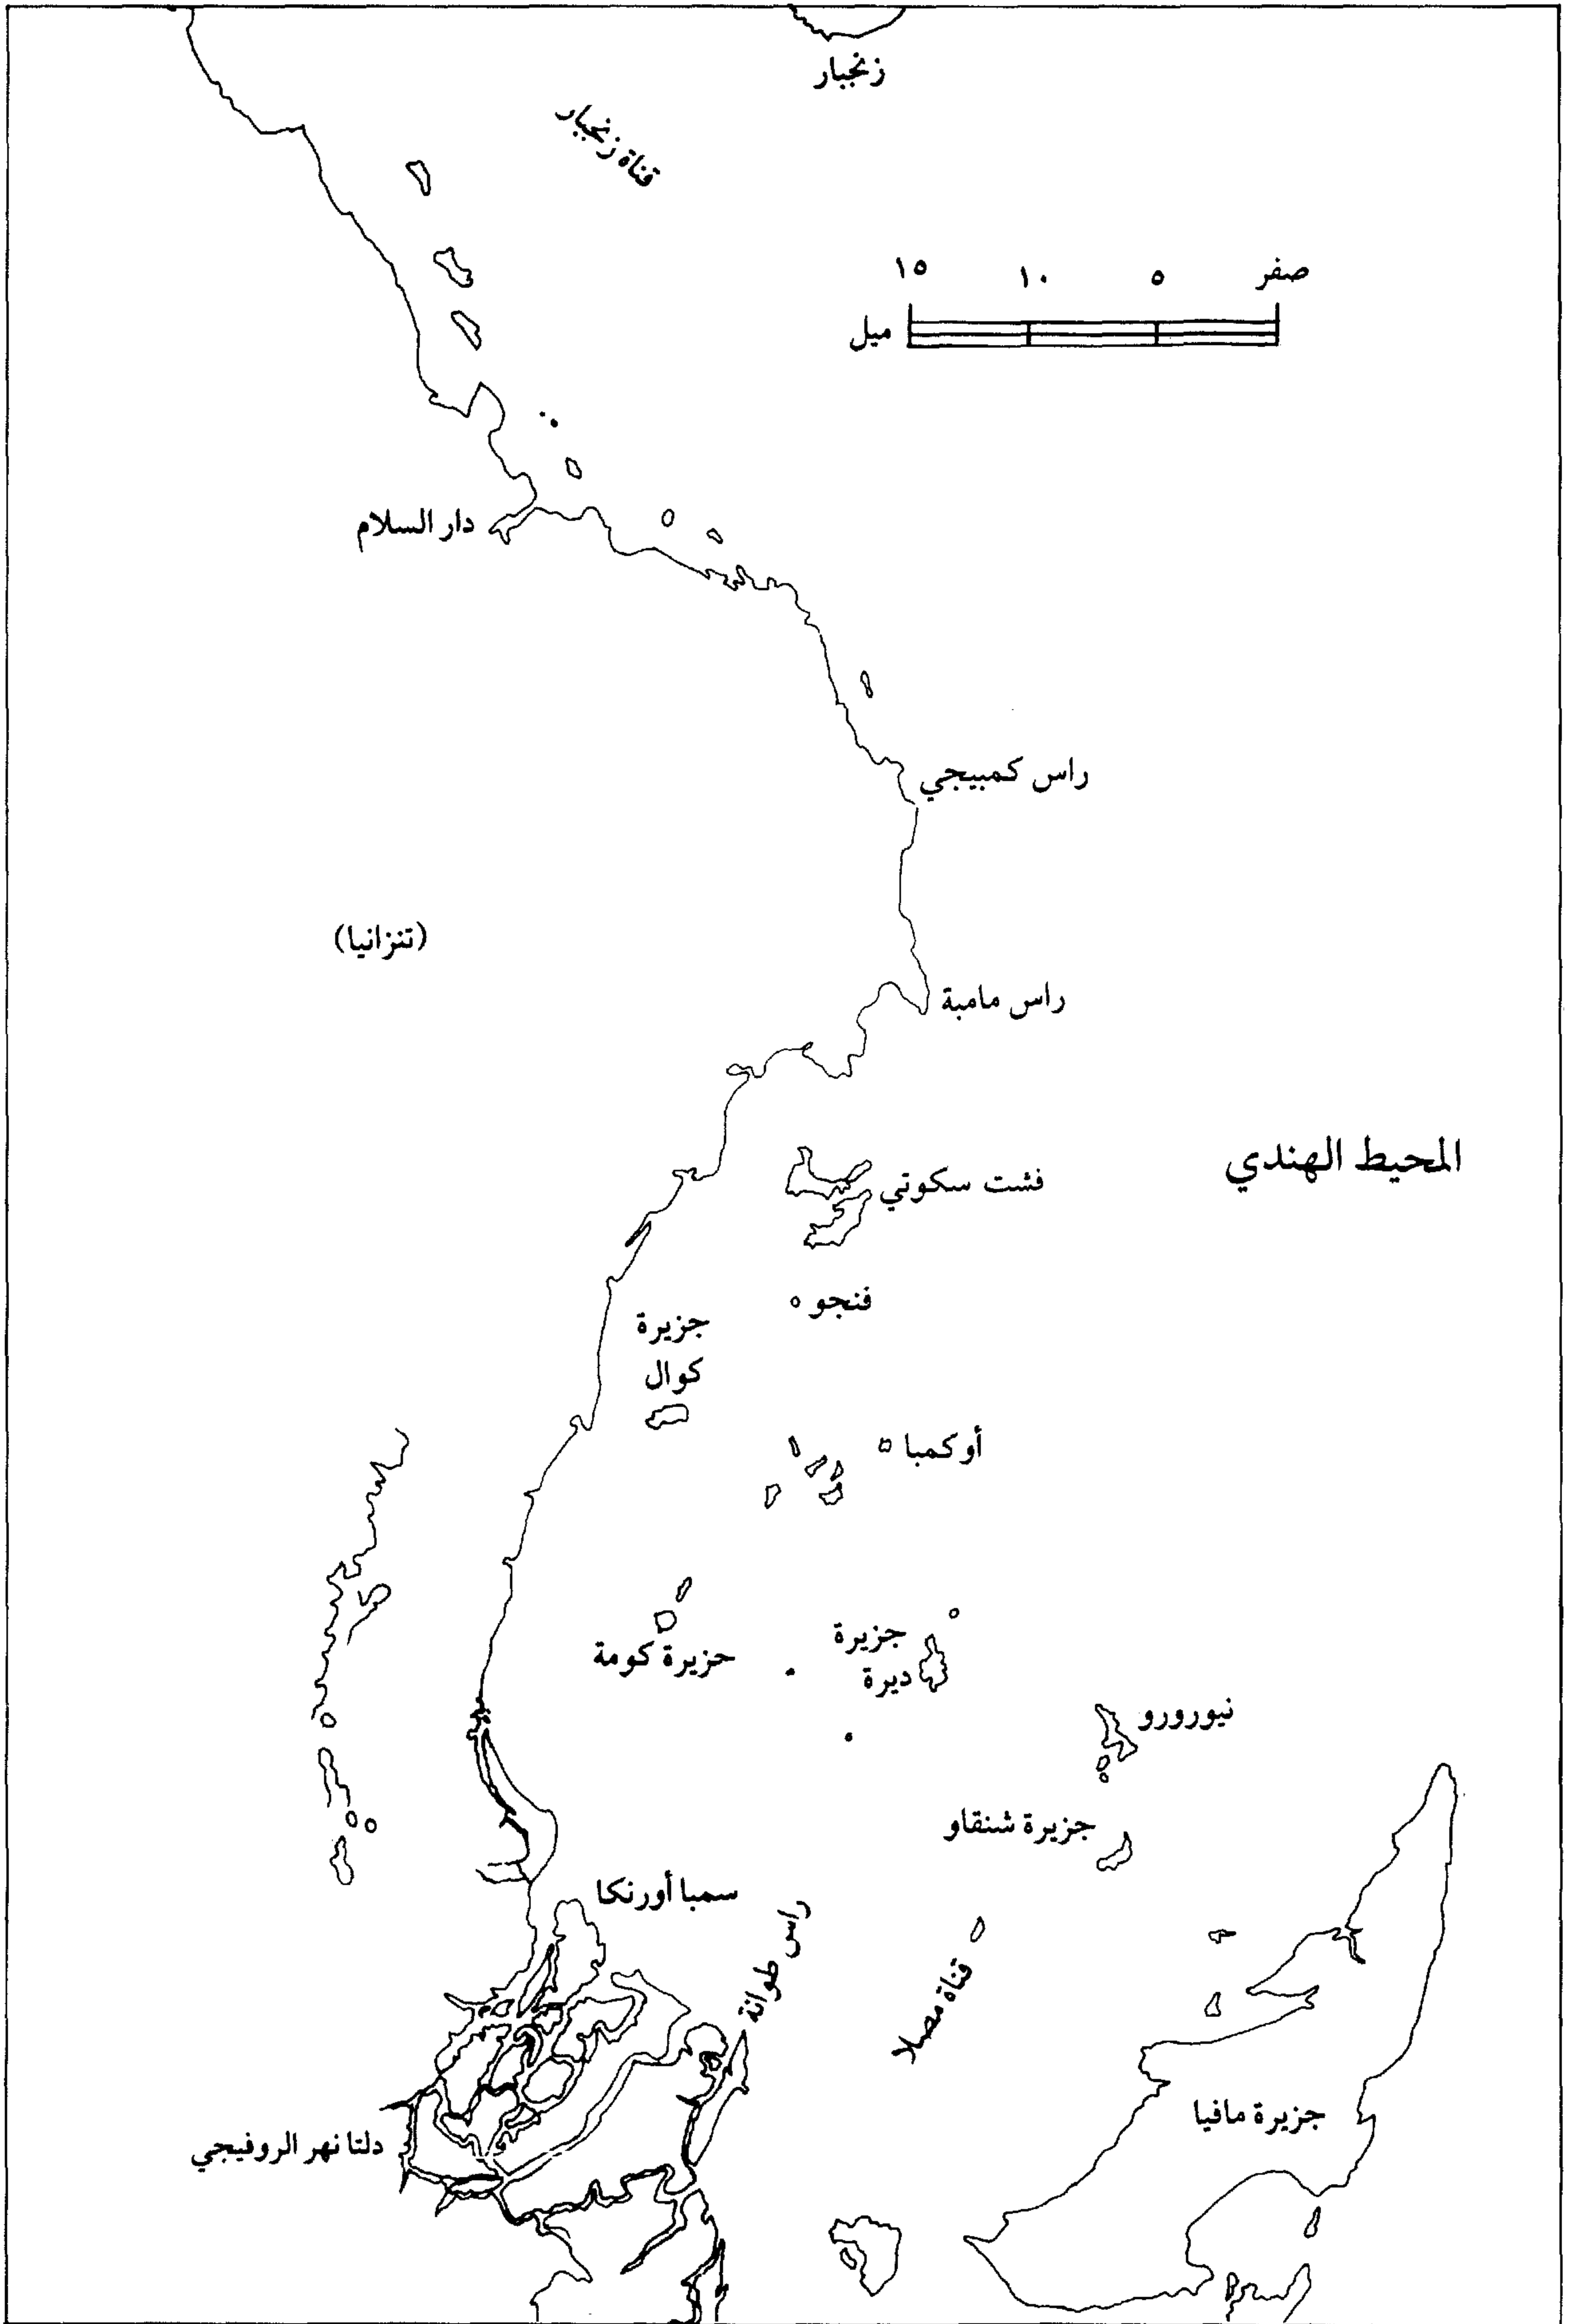 زنجبار
قناة زنجبار
صفر ٥ ١٠ ١٥
ميل
دار السلام
راس كمبيجي
(تنزانيا)
راس مامبة
المحيط الهندي
فشت سكوتي
فنجو
جزيرة
كوال
أوكمبا
جزيرة
ديرة
حزيرة كومة
نيورورو
جزيرة شنقاو
سمبا أورنكا
راس طوانة
قناة مصلا
جزيرة مافيا
دلتا نهر الروفيجي